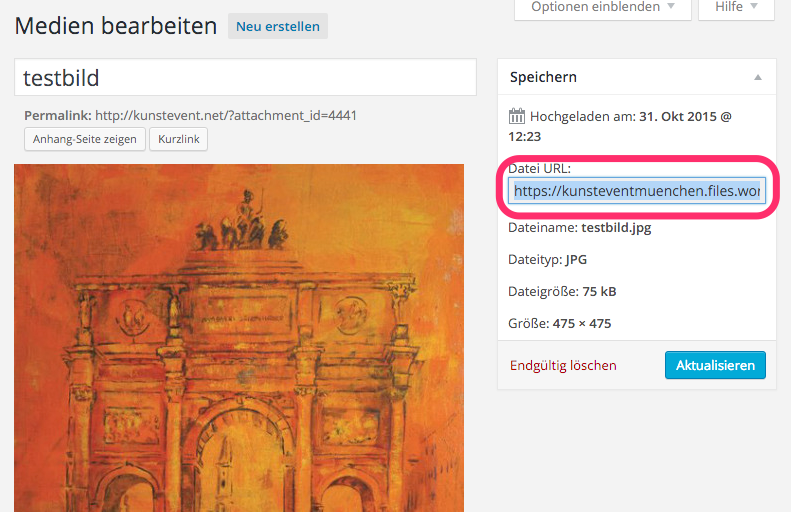 Medien bearbeiten Neu erstellen
Optionen einblenden Hilfe
testbild
Permalink: http://kunstevent.net/?attachment_id=4441
Anhang-Seite zeigen Kurzlink
Speichern
Hochgeladen am: 31. Okt 2015 @
12:23
Datei URL:
https://kunsteventmuenchen.files.wor
Dateiname: testbild.jpg
Dateityp: JPG
Dateigröße: 75 kB
Größe: 475 × 475
Endgültig löschen Aktualisieren